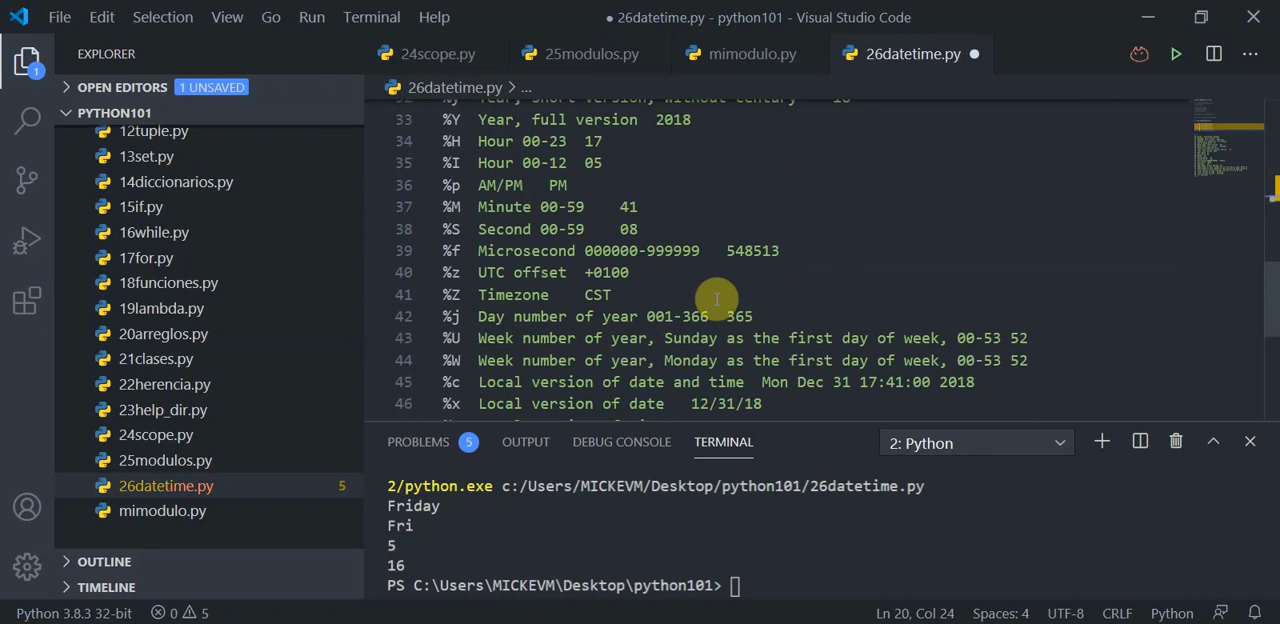 File Edit Selection View Go Run Terminal Help
● 26datetime.py - python101 - Visual Studio Code
EXPLORER
24scope.py 25modulos.py mimodulo.py 26datetime.py
OPEN EDITORS 1 UNSAVED
26datetime.py > ...
PYTHON101
12tuple.py
13set.py
14diccionarios.py
15if.py
16while.py
17for.py
18funciones.py
19lambda.py
20arreglos.py
21clases.py
22herencia.py
23help_dir.py
24scope.py
25modulos.py
26datetime.py 5
mimodulo.py
OUTLINE
TIMELINE
32 %y Year, short version, without century 18
33 %Y Year, full version 2018
34 %H Hour 00-23 17
35 %I Hour 00-12 05
36 %p AM/PM PM
37 %M Minute 00-59 41
38 %S Second 00-59 08
39 %f Microsecond 000000-999999 548513
40 %z UTC offset +0100
41 %Z Timezone CST
42 %j Day number of year 001-366 365
43 %U Week number of year, Sunday as the first day of week, 00-53 52
44 %W Week number of year, Monday as the first day of week, 00-53 52
45 %c Local version of date and time Mon Dec 31 17:41:00 2018
46 %x Local version of date 12/31/18
PROBLEMS 5 OUTPUT DEBUG CONSOLE TERMINAL 2: Python
2/python.exe c:/Users/MICKEVM/Desktop/python101/26datetime.py
Friday
Fri
5
16
PS C:\Users\MICKEVM\Desktop\python101>
Python 3.8.3 32-bit 0 5 Ln 20, Col 24 Spaces: 4 UTF-8 CRLF Python
1